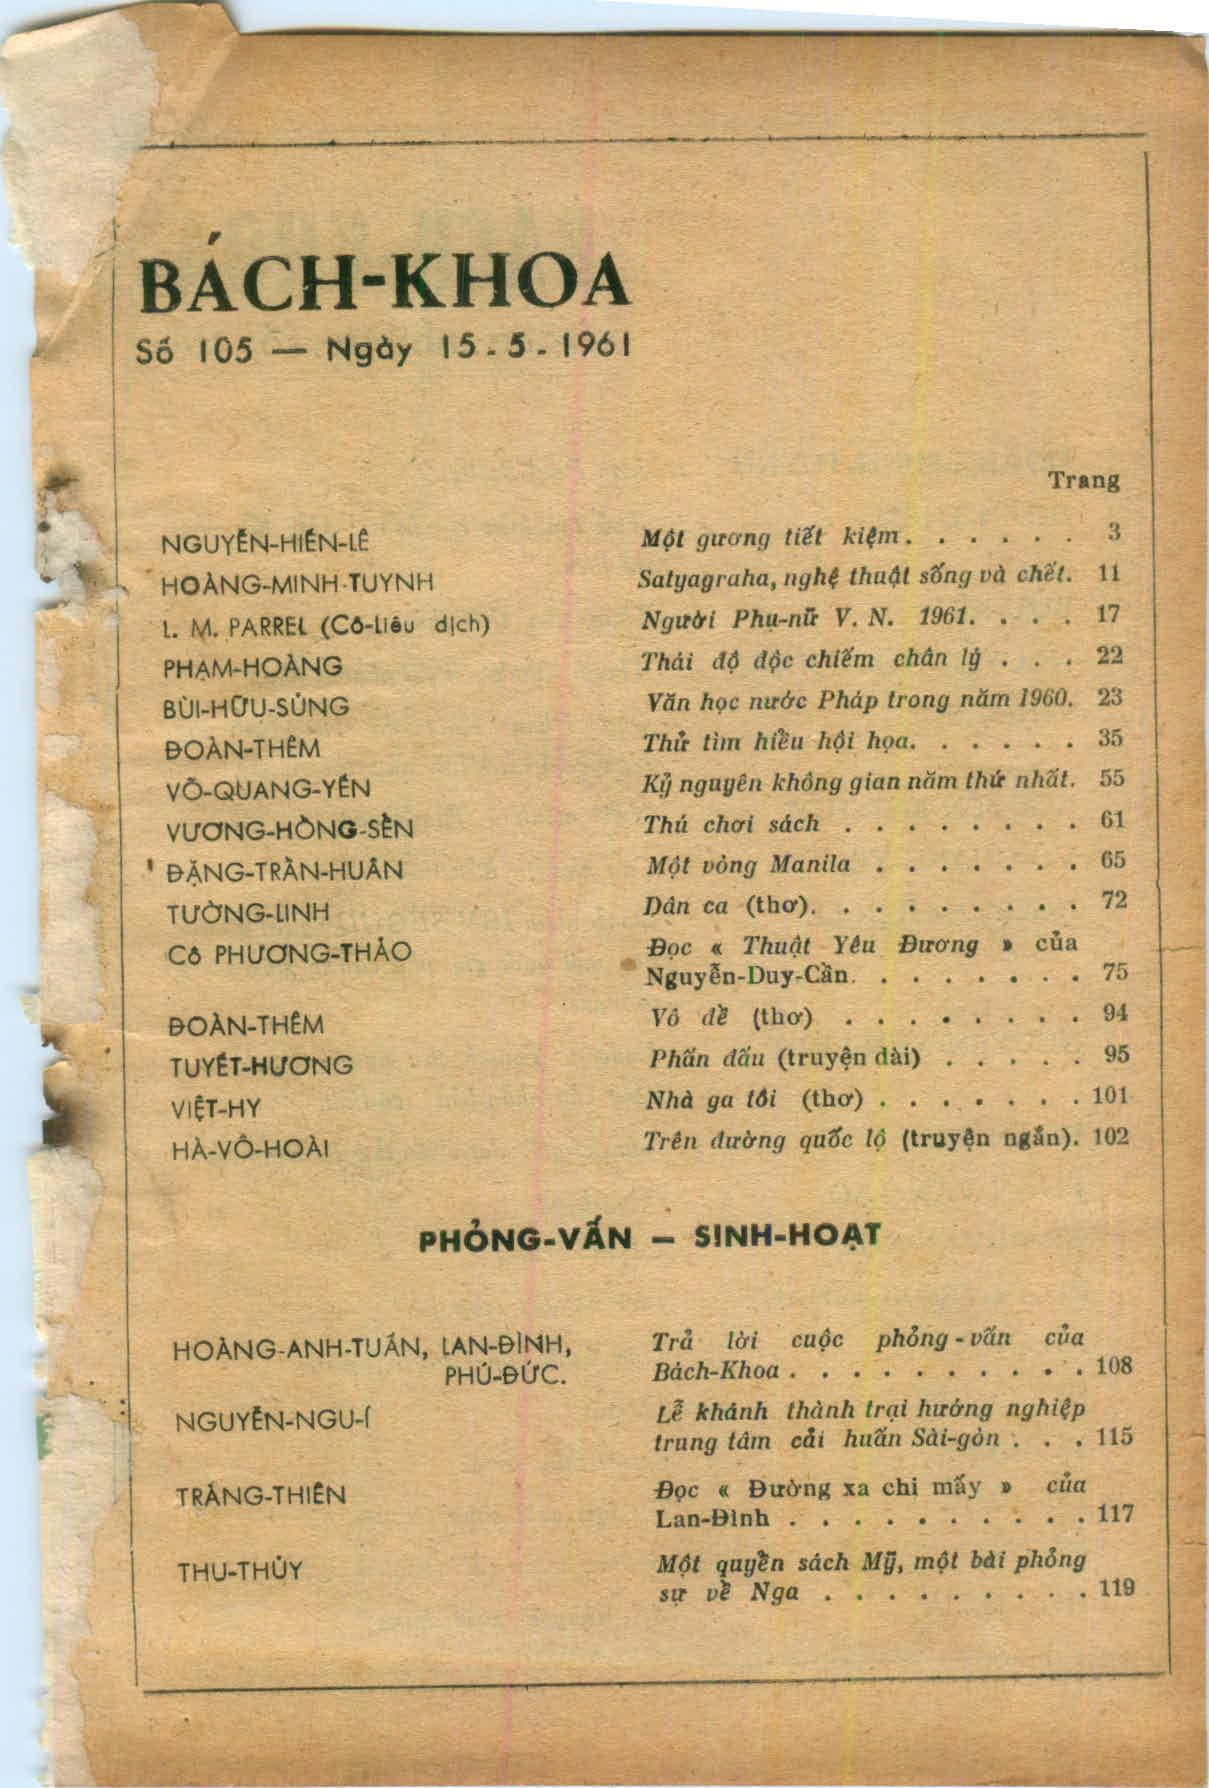 BÁCH-KHOA
Số 105 — Ngày 15.5.1961
Trang
NGUYỄN-HIẾN-LÊ Một gương tiết kiệm. . . . . . 3
HOÀNG-MINH-TUYNH Satyagraha, nghệ thuật sống và chết. 11
L. M. PARREL (Cô-Liêu dịch) Người Phụ-nữ V. N. 1961. . . . 17
PHẠM-HOÀNG Thái độ độc chiếm chân lý . . . 22
BÙI-HỮU-SỦNG Văn học nước Pháp trong năm 1960. 23
ĐOÀN-THÊM Thử tìm hiểu hội họa. . . . . . 35
VÕ-QUANG-YẾN Kỷ nguyên không gian năm thứ nhất. 55
VƯƠNG-HỒNG-SỂN Thú chơi sách . . . . . . . . 61
ĐẶNG-TRẦN-HUÂN Một vòng Manila . . . . . . . 65
TƯỜNG-LINH Dân ca (thơ). . . . . . . . . 72
Cô PHƯƠNG-THẢO Đọc « Thuật Yêu Đương » của
Nguyễn-Duy-Cần. . . . . . . . 75
ĐOÀN-THÊM Vô đề (thơ) . . . . . . . . 94
TUYẾT-HƯƠNG Phấn đấu (truyện dài) . . . . . 95
VIỆT-HY Nhà ga tôi (thơ) . . . . . . . 101
HÀ-VÔ-HOÀI Trên đường quốc lộ (truyện ngắn). 102
PHỎNG-VẤN — SINH-HOẠT
HOÀNG-ANH-TUẤN, LAN-ĐÌNH, Trả lời cuộc phỏng-vấn của
PHÚ-ĐỨC. Bách-Khoa . . . . . . . . . . 108
NGUYỄN-NGU-Í Lễ khánh thành trại hướng nghiệp
trung tâm cải huấn Sài-gòn . . . 115
TRÀNG-THIÊN Đọc « Đường xa chi mấy » của
Lan-Đình . . . . . . . . . . 117
THU-THỦY Một quyển sách Mỹ, một bài phỏng
sự về Nga . . . . . . . . . 119